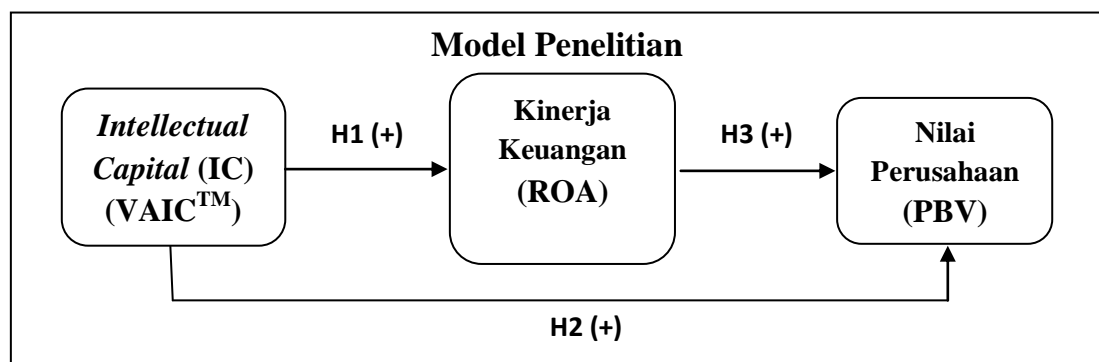 Model Penelitian
Intellectual
Capital (IC)
(VAIC™)
H1 (+)
Kinerja
Keuangan
(ROA)
H3 (+)
Nilai
Perusahaan
(PBV)
H2 (+)